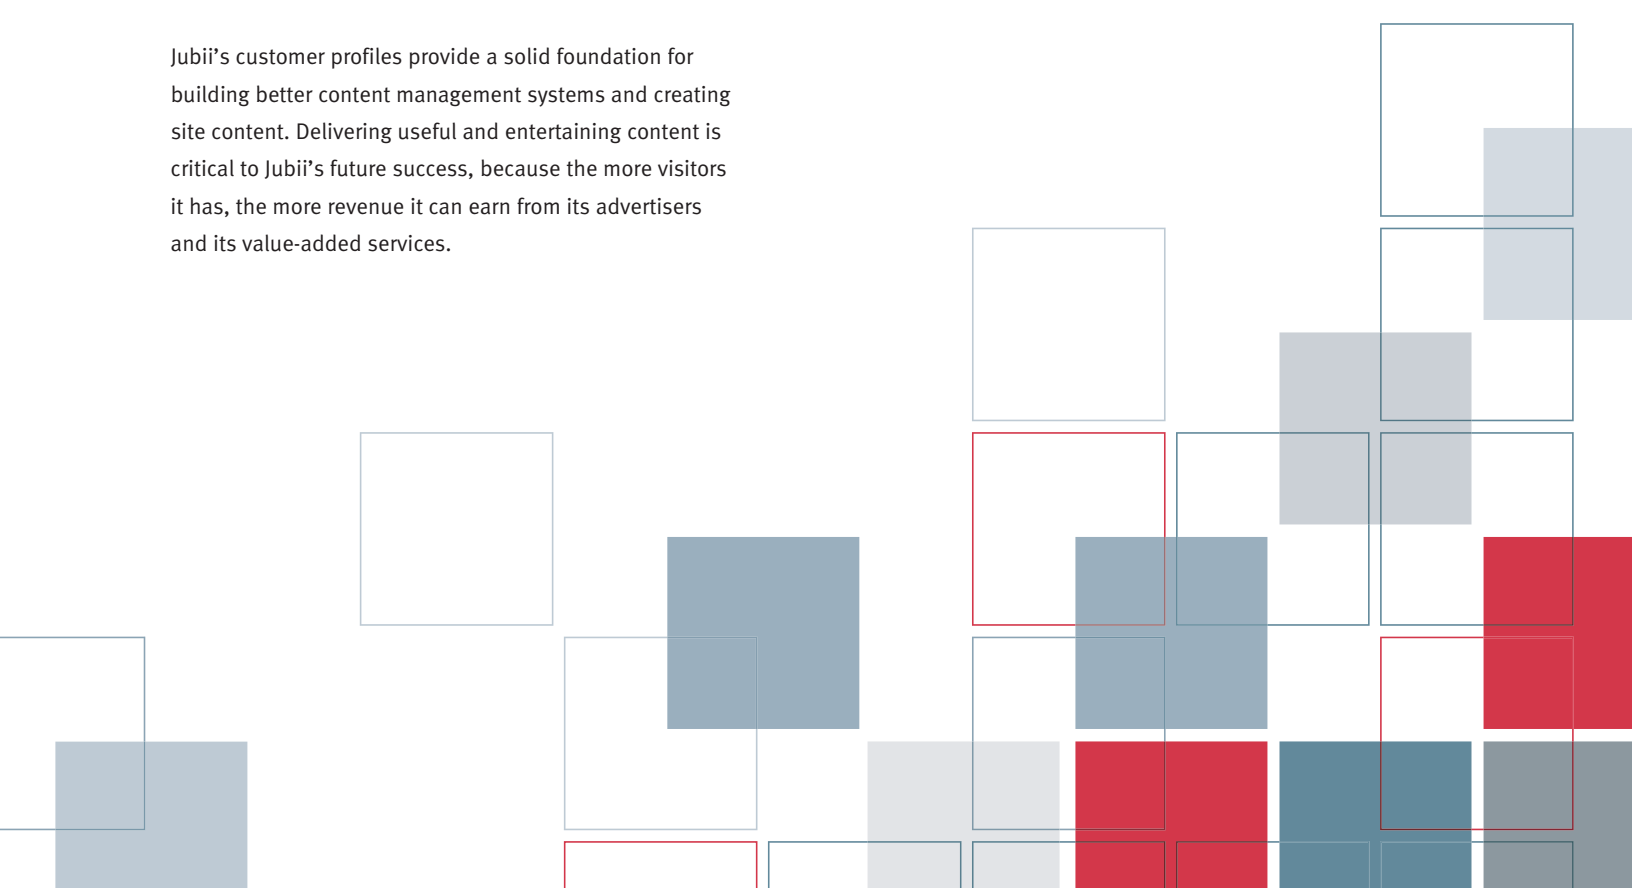 Jubii’s customer profiles provide a solid foundation for
building better content management systems and creating
site content. Delivering useful and entertaining content is
critical to Jubii’s future success, because the more visitors
it has, the more revenue it can earn from its advertisers
and its value-added services.